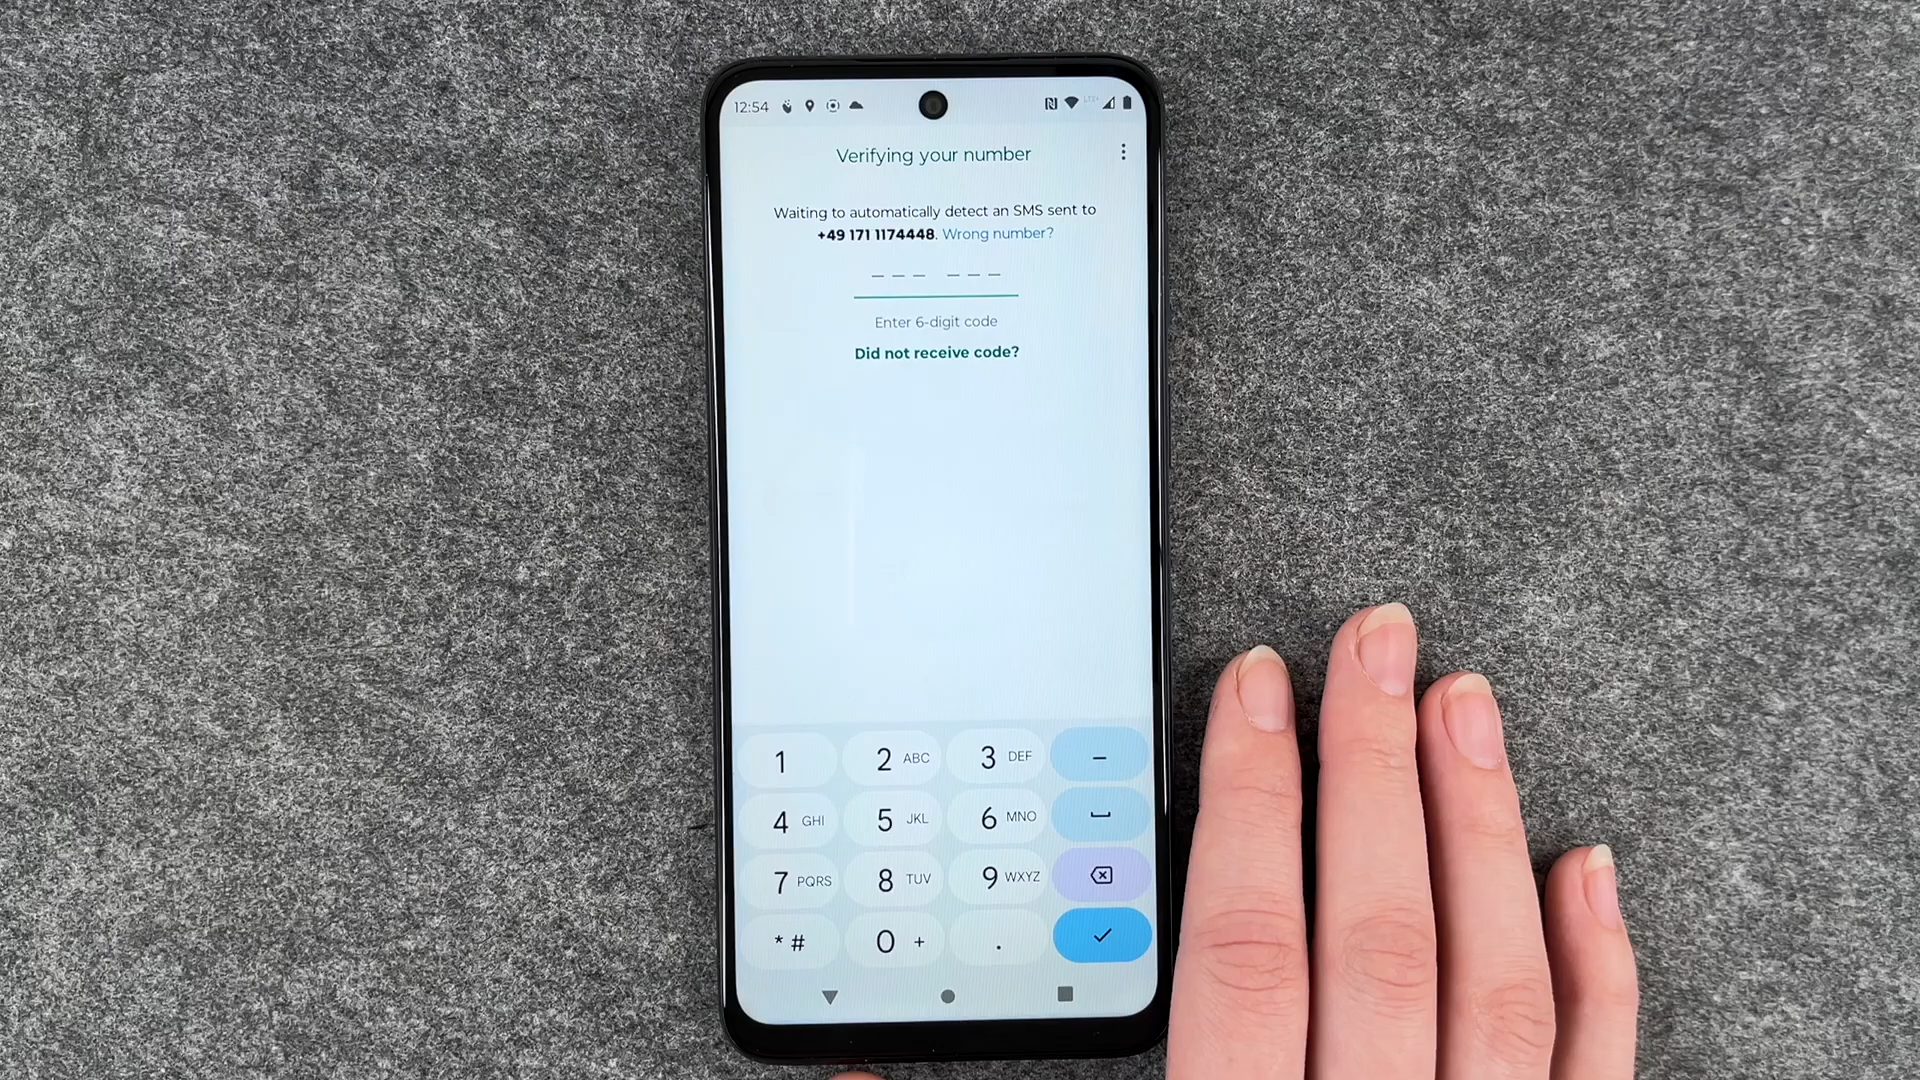 12:54
LTE+
Verifying your number
Waiting to automatically detect an SMS sent to
+49 171 1174448. Wrong number?
Enter 6-digit code
Did not receive code?
1 2 ABC 3 DEF –
4 GHI 5 JKL 6 MNO
7 PQRS 8 TUV 9 WXYZ
* # 0 + .